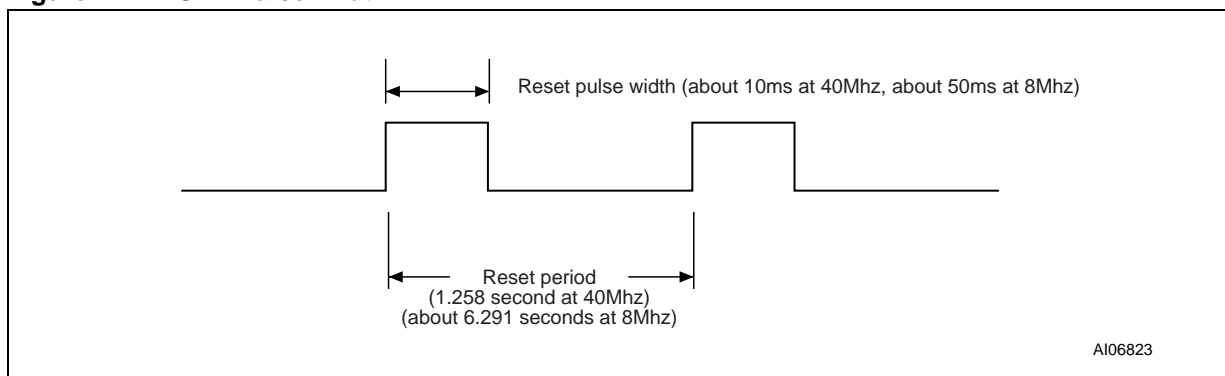 Reset pulse width (about 10ms at 40Mhz, about 50ms at 8Mhz)
Reset period
(1.258 second at 40Mhz)
(about 6.291 seconds at 8Mhz)
AI06823